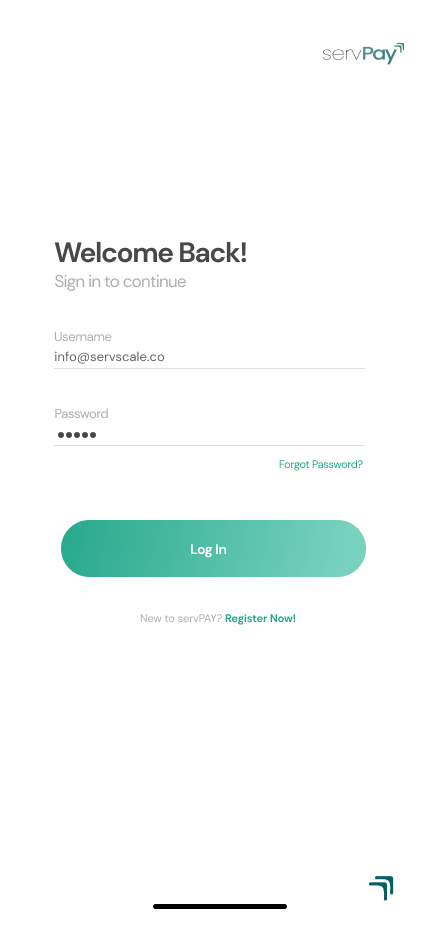 servPay
Welcome Back!
Sign in to continue
Username
info@servscale.co
Password
●●●●●
Forgot Password?
Log In
New to servPAY? Register Now!